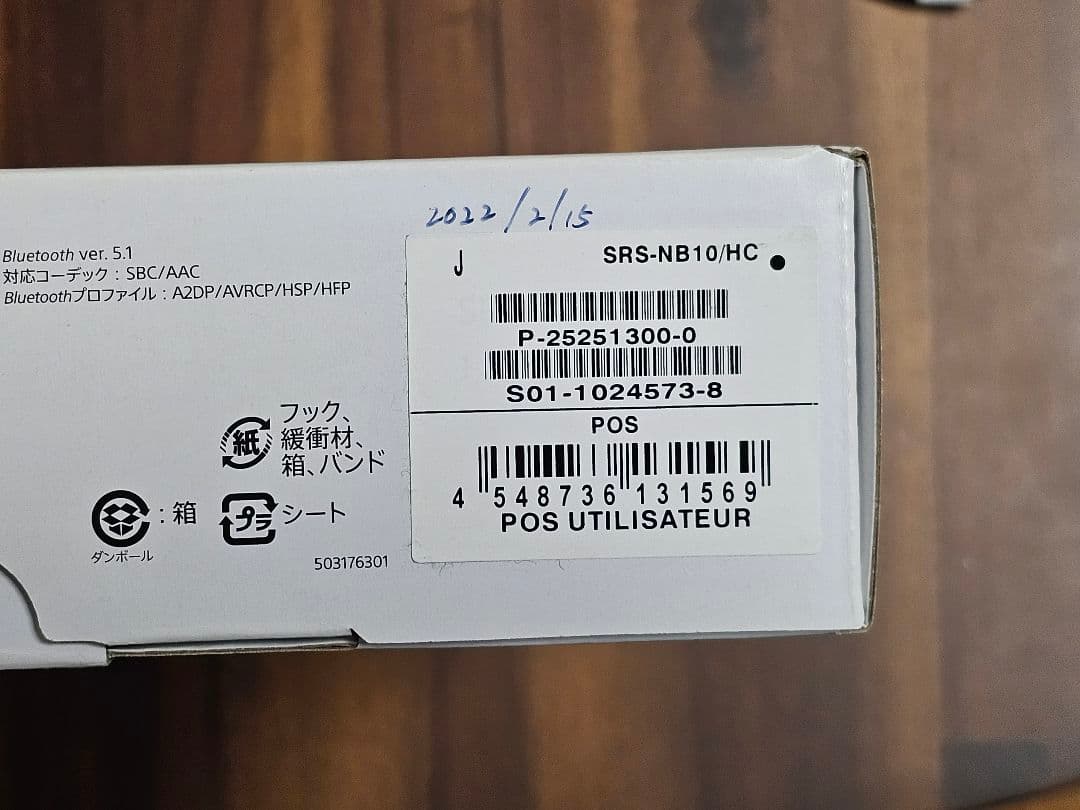 2022/2/15
Bluetooth ver. 5.1
対応コーデック：SBC/AAC
Bluetoothプロファイル：A2DP/AVRCP/HSP/HFP
J
SRS-NB10/HC
P-25251300-0
S01-1024573-8
POS
4 548736 131569
POS UTILISATEUR
紙
フック、
緩衝材、
箱、バンド
：箱
ダンボール
プラ
シート
503176301